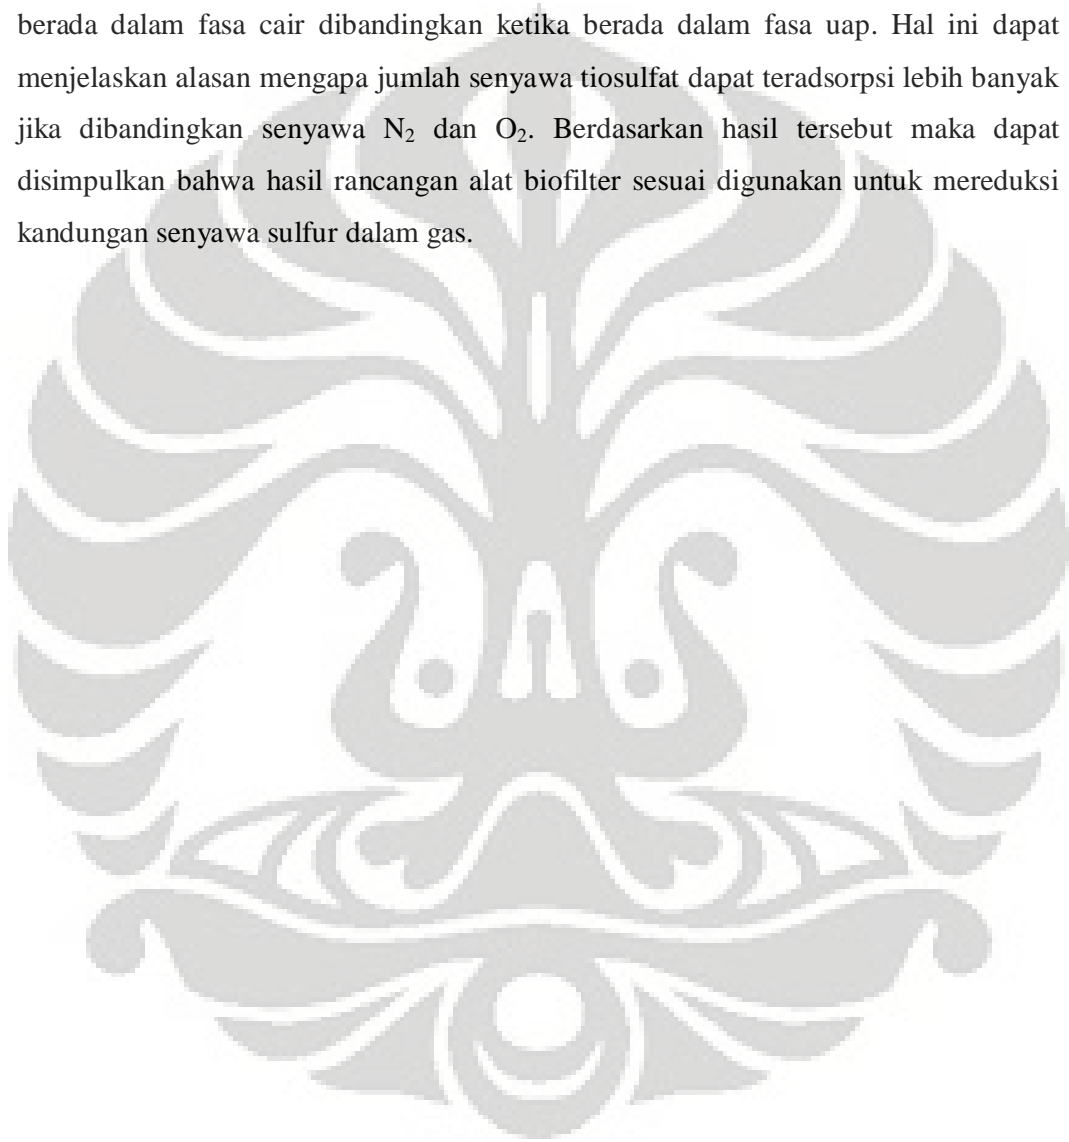 berada dalam fasa cair dibandingkan ketika berada dalam fasa uap. Hal ini dapat
menjelaskan alasan mengapa jumlah senyawa tiosulfat dapat teradsorpsi lebih banyak
jika dibandingkan senyawa N₂ dan O₂. Berdasarkan hasil tersebut maka dapat
disimpulkan bahwa hasil rancangan alat biofilter sesuai digunakan untuk mereduksi
kandungan senyawa sulfur dalam gas.